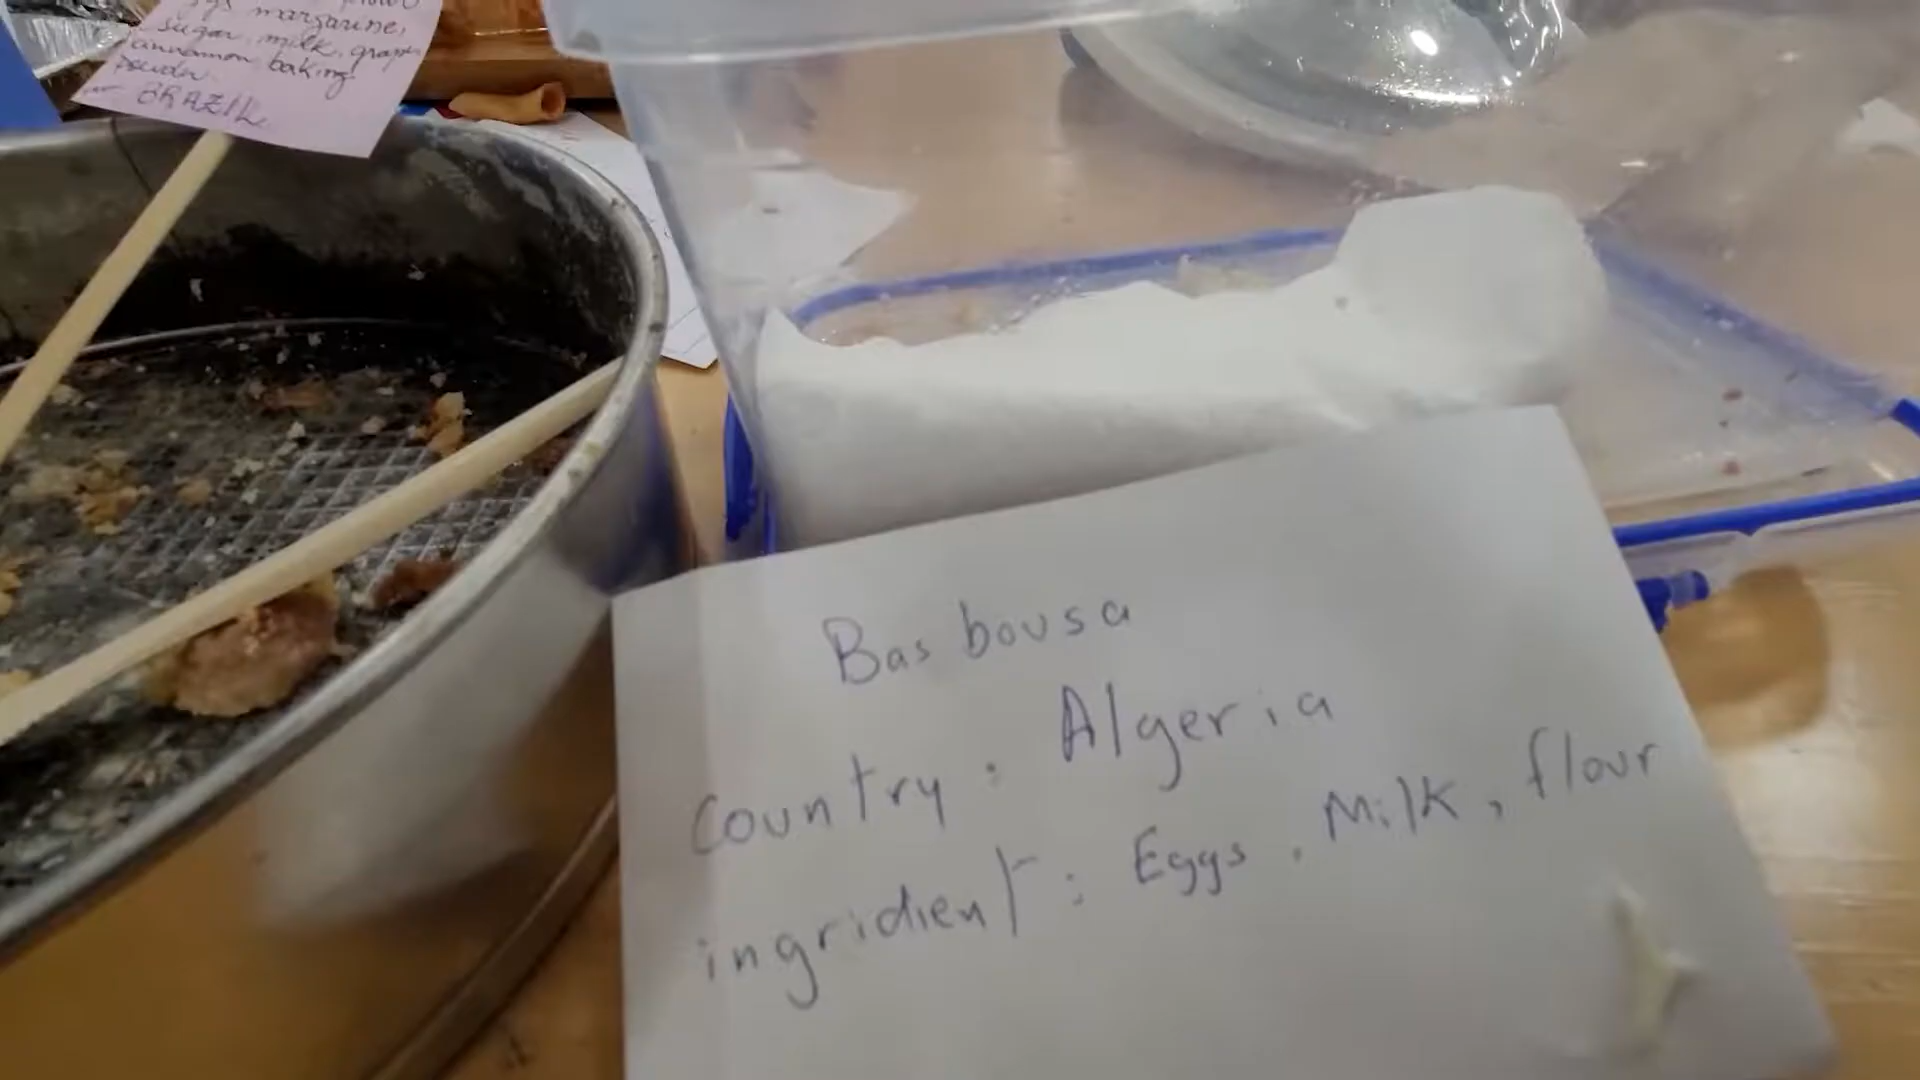 margarine,
sugar, milk,
cinnamon baking
powder
BRAZIL
Basbousa
Country: Algeria
ingridient: Eggs, Milk, flour